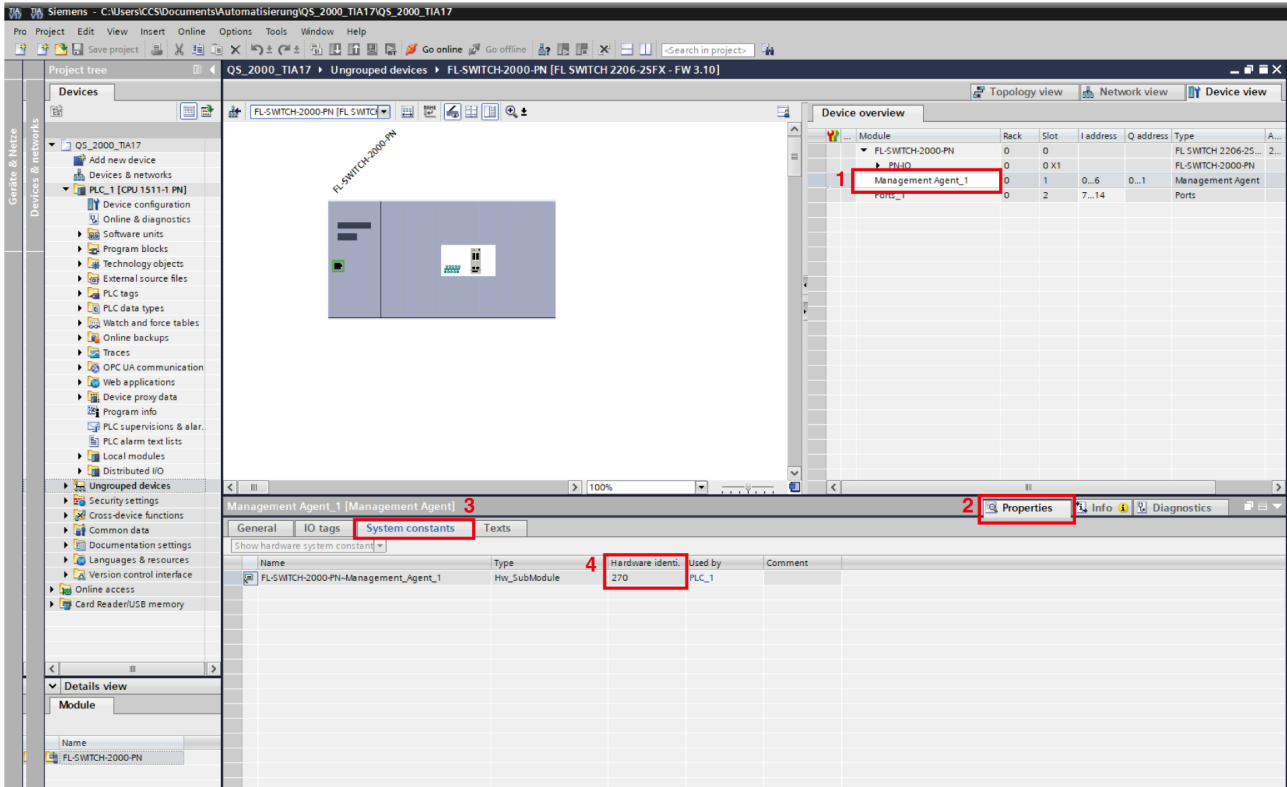 Siemens - C:\Users\CCS\Documents\Automatisierung\QS_2000_TIA17\QS_2000_TIA17
Pro Project Edit View Insert Online Options Tools Window Help
Save project Go online Go offline <Search in project>
Geräte & Netze
Devices & networks
Project tree
Devices
QS_2000_TIA17
Add new device
Devices & networks
PLC_1 [CPU 1511-1 PN]
Device configuration
Online & diagnostics
Software units
Program blocks
Technology objects
External source files
PLC tags
PLC data types
Watch and force tables
Online backups
Traces
OPC UA communication
Web applications
Device proxy data
Program info
PLC supervisions & alar..
PLC alarm text lists
Local modules
Distributed I/O
Ungrouped devices
Security settings
Cross-device functions
Common data
Documentation settings
Languages & resources
Version control interface
Online access
Card Reader/USB memory
Details view
Module
Name
FL-SWITCH-2000-PN
QS_2000_TIA17 Ungrouped devices FL-SWITCH-2000-PN [FL SWITCH 2206-2SFX - FW 3.10]
Topology view Network view Device view
FL-SWITCH-2000-PN [FL SWITC
FL-SWITCH-2000-PN
100%
Device overview
... Module Rack Slot I address Q address Type A...
FL-SWITCH-2000-PN 0 0 FL SWITCH 2206-2S... 2...
PN-IO 0 0 X1 FL-SWITCH-2000-PN
1 Management Agent_1 0 1 0...6 0...1 Management Agent
Ports_1 0 2 7...14 Ports
Management Agent_1 [Management Agent] 3
2 Properties Info Diagnostics
General IO tags System constants Texts
Show hardware system constant
4
Name Type Hardware identi. Used by Comment
FL-SWITCH-2000-PN~Management_Agent_1 Hw_SubModule 270 PLC_1